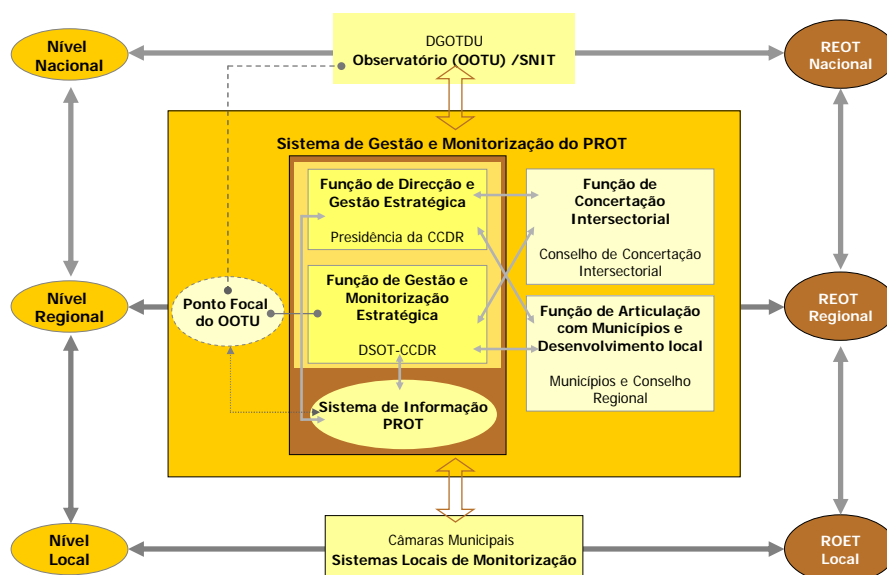 Nível
Nacional
DGOTDU
Observatório (OOTU) /SNIT
REOT
Nacional
Sistema de Gestão e Monitorização do PROT
Função de Direcção e
Gestão Estratégica
Presidência da CCDR
Função de
Concertação
Intersectorial
Conselho de Concertação
Intersectorial
Nível
Regional
Ponto Focal
do OOTU
Função de Gestão e
Monitorização
Estratégica
DSOT-CCDR
Função de Articulação
com Municípios e
Desenvolvimento local
Municípios e Conselho
Regional
REOT
Regional
Sistema de Informação
PROT
Nível
Local
Câmaras Municipais
Sistemas Locais de Monitorização
ROET
Local